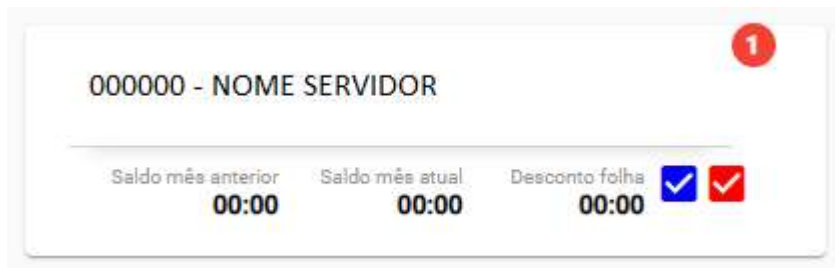 1
000000 - NOME SERVIDOR
Saldo mês anterior Saldo mês atual Desconto folha
00:00 00:00 00:00